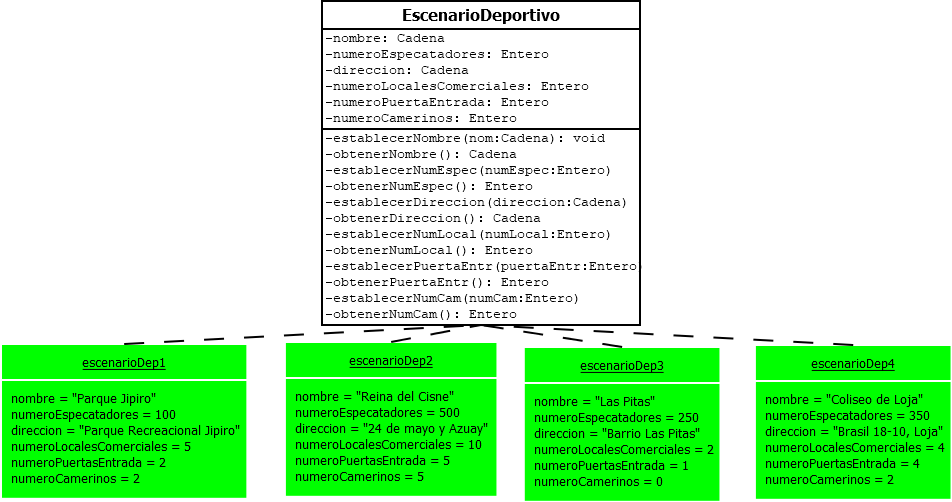 EscenarioDeportivo
-nombre: Cadena
-numeroEspecatadores: Entero
-direccion: Cadena
-numeroLocalesComerciales: Entero
-numeroPuertaEntrada: Entero
-numeroCamerinos: Entero
-establecerNombre(nom:Cadena): void
-obtenerNombre(): Cadena
-establecerNumEspec(numEspec:Entero)
-obtenerNumEspec(): Entero
-establecerDireccion(direccion:Cadena)
-obtenerDireccion(): Cadena
-establecerNumLocal(numLocal:Entero)
-obtenerNumLocal(): Entero
-establecerPuertaEntr(puertaEntr:Entero)
-obtenerPuertaEntr(): Entero
-establecerNumCam(numCam:Entero)
-obtenerNumCam(): Entero
escenarioDep1
nombre = "Parque Jipiro"
numeroEspecatadores = 100
direccion = "Parque Recreacional Jipiro"
numeroLocalesComerciales = 5
numeroPuertasEntrada = 2
numeroCamerinos = 2
escenarioDep2
nombre = "Reina del Cisne"
numeroEspecatadores = 500
direccion = "24 de mayo y Azuay"
numeroLocalesComerciales = 10
numeroPuertasEntrada = 5
numeroCamerinos = 5
escenarioDep3
nombre = "Las Pitas"
numeroEspecatadores = 250
direccion = "Barrio Las Pitas"
numeroLocalesComerciales = 2
numeroPuertasEntrada = 1
numeroCamerinos = 0
escenarioDep4
nombre = "Coliseo de Loja"
numeroEspecatadores = 350
direccion = "Brasil 18-10, Loja"
numeroLocalesComerciales = 4
numeroPuertasEntrada = 4
numeroCamerinos = 2